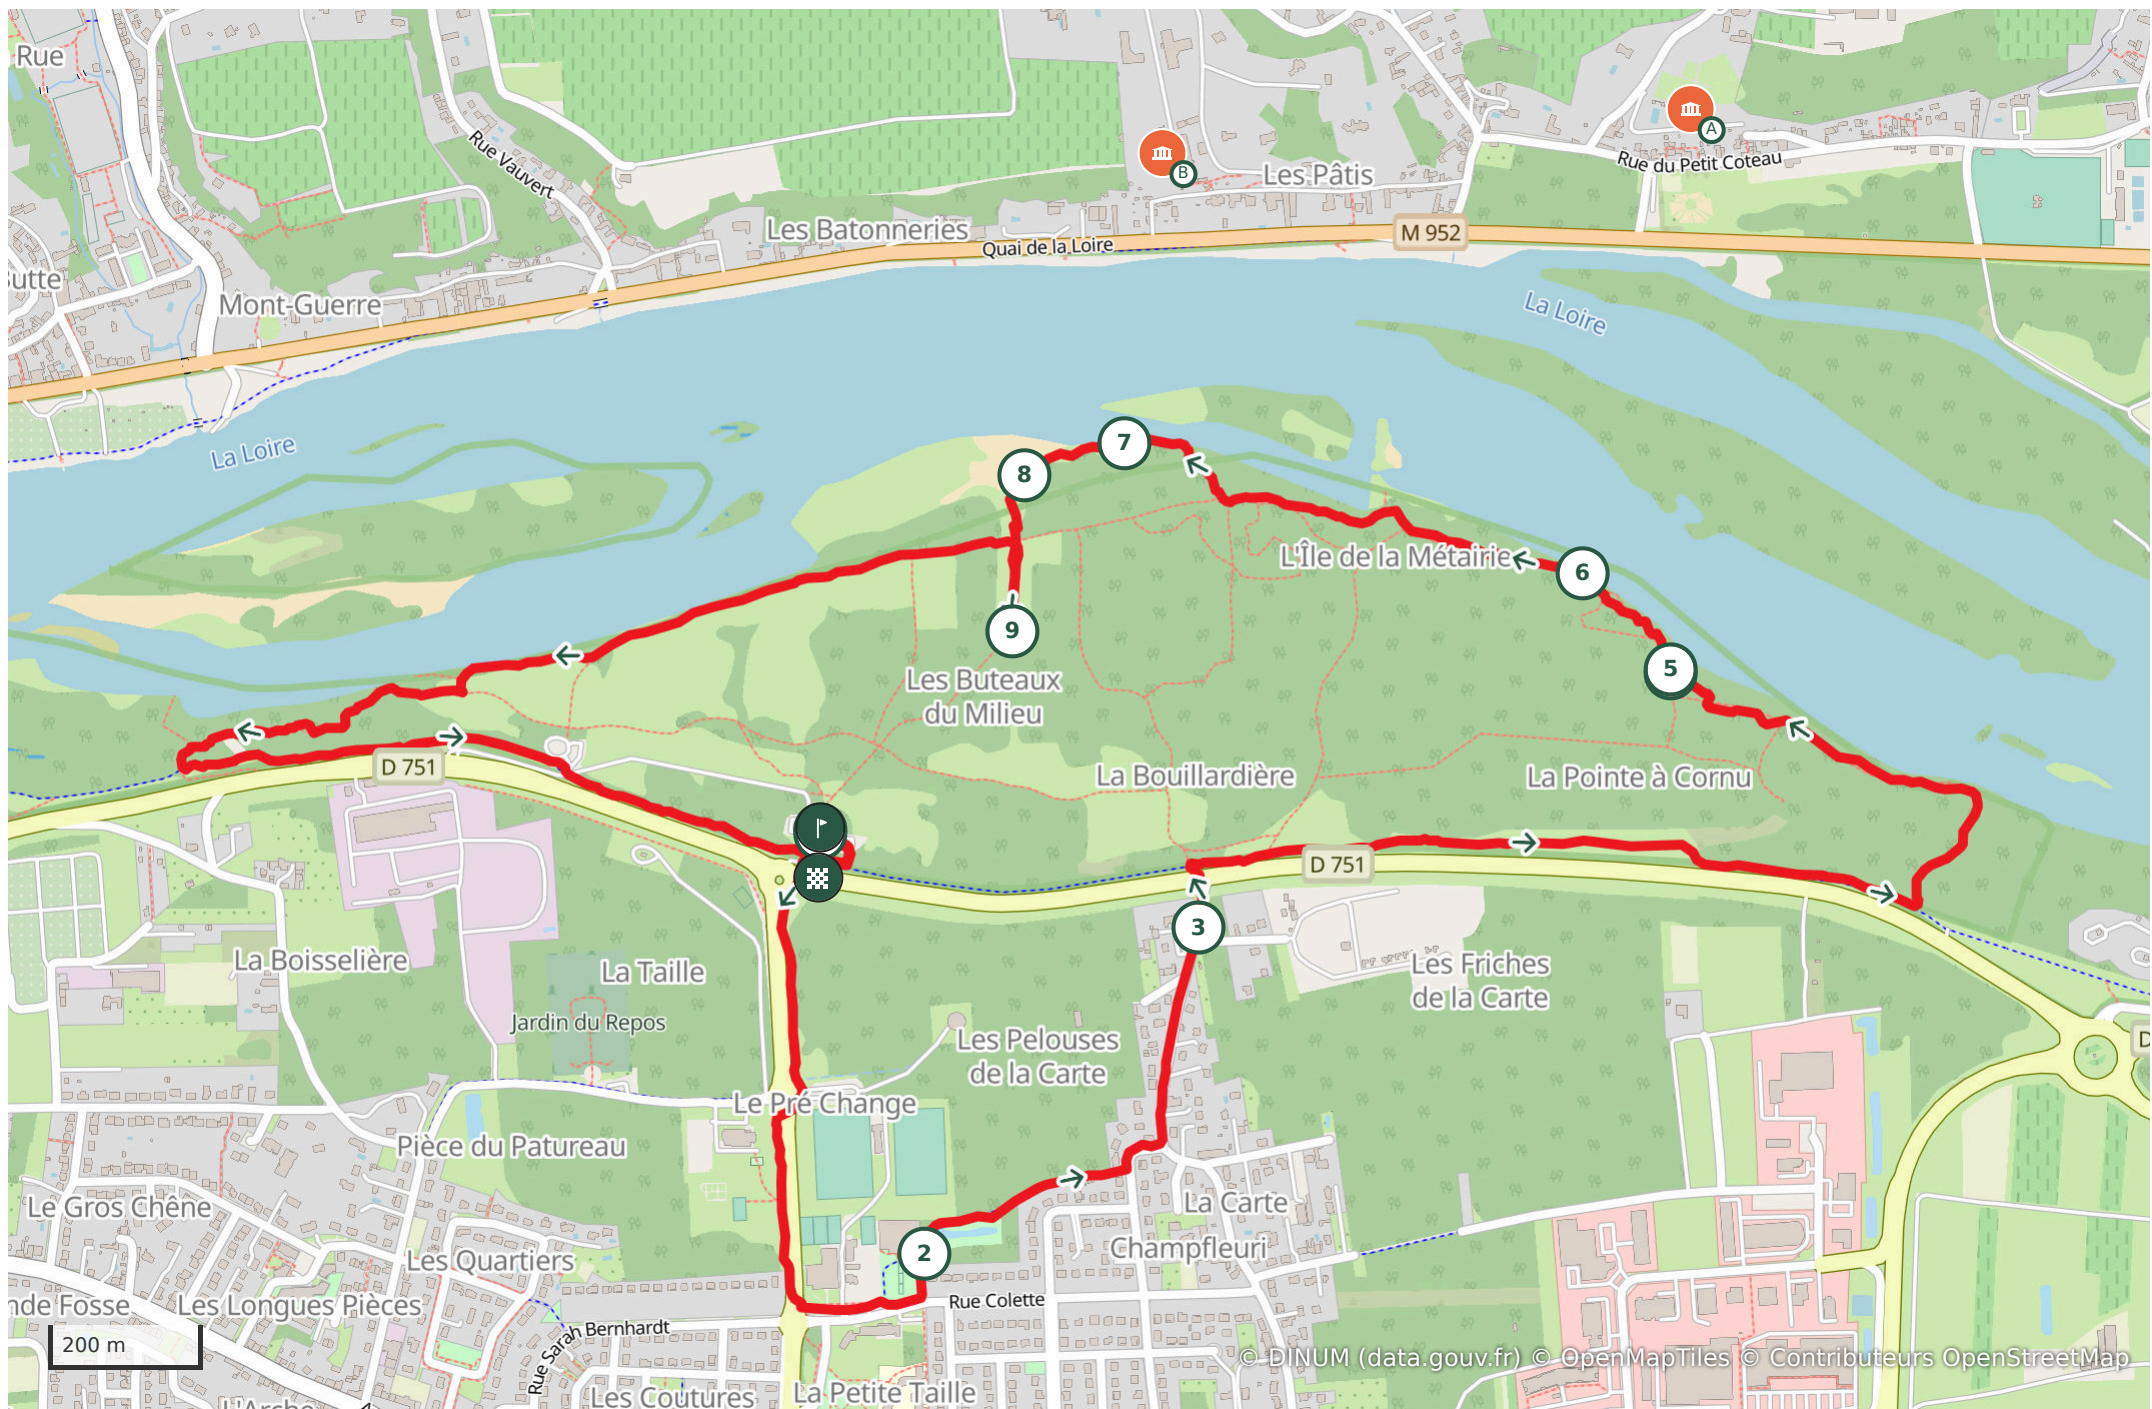 Rue
Rue Vauvert
B
A
Rue du Petit Coteau
Les Pâtis
Les Batonneries
Quai de la Loire
M 952
Mont-Guerre
La Loire
La Loire
7
8
L'Île de la Métairie
6
9
5
Les Buteaux
du Milieu
D 751
La Bouillardière
La Pointe à Cornu
D 751
3
La Boisselière
La Taille
Les Friches
de la Carte
Jardin du Repos
Les Pelouses
de la Carte
D
Le Pré Change
Pièce du Patureau
Le Gros Chêne
La Carte
2
Champfleuri
Les Quartiers
Les Longues Pièces
Rue Colette
Rue Sarah Bernhardt
200 m
© DINUM (data.gouv.fr) © OpenMapTiles © Contributeurs OpenStreetMap
Les Coutures
La Petite Taille